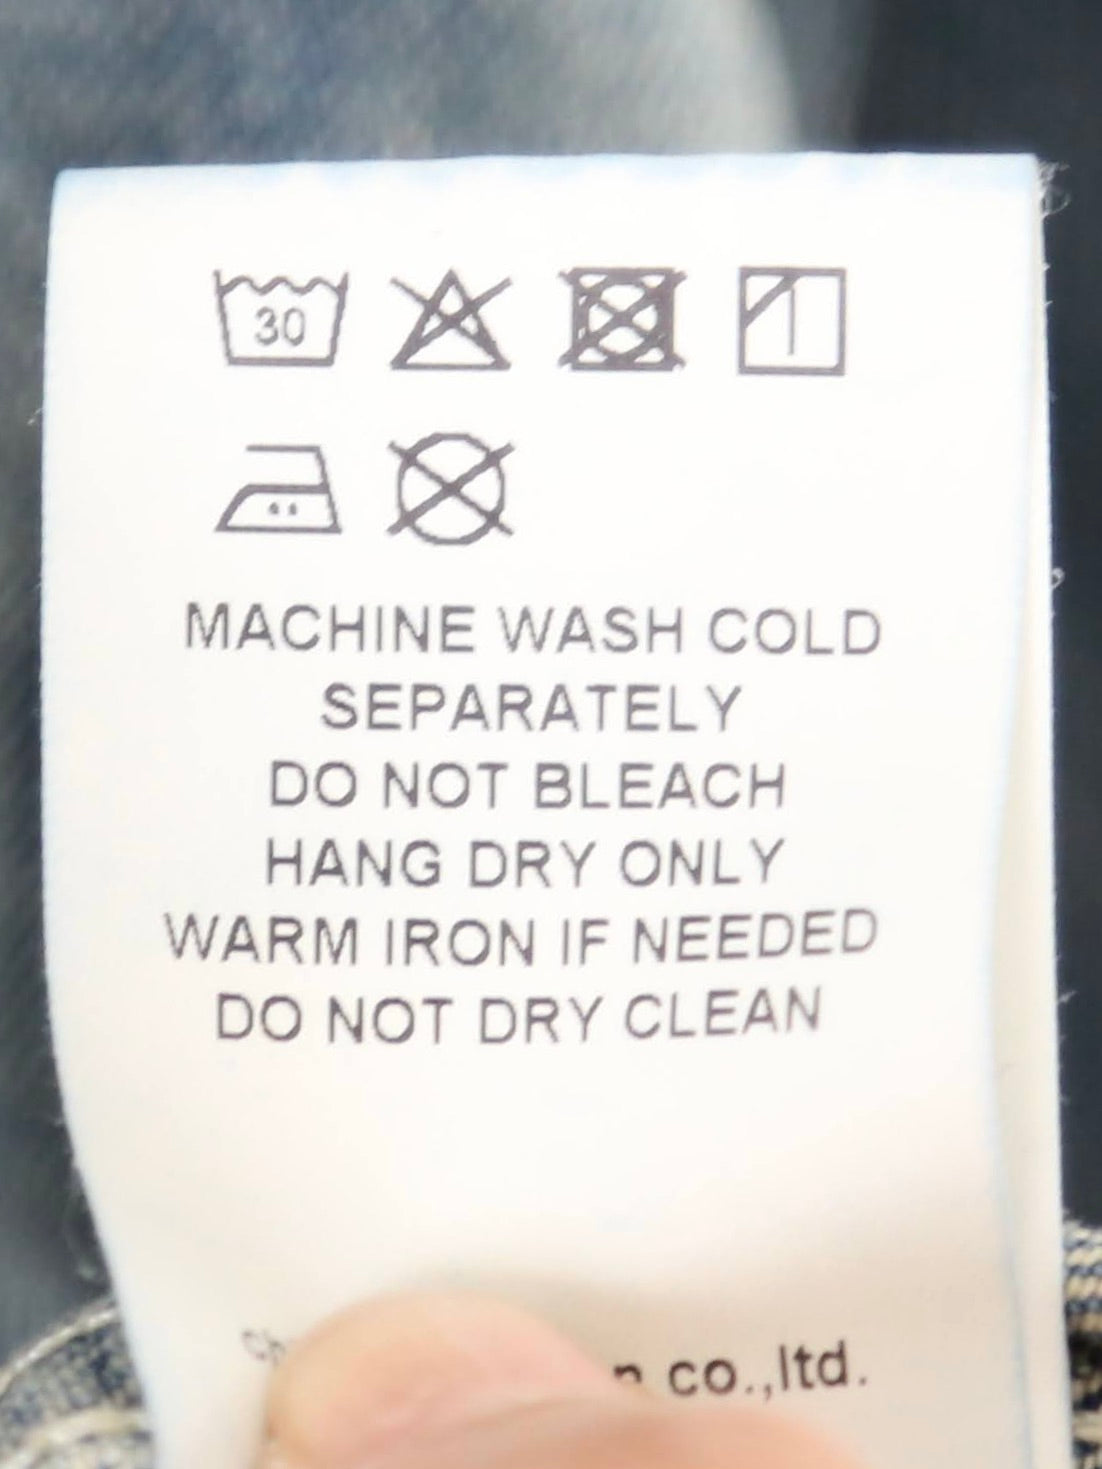 30
MACHINE WASH COLD
SEPARATELY
DO NOT BLEACH
HANG DRY ONLY
WARM IRON IF NEEDED
DO NOT DRY CLEAN
co.,ltd.